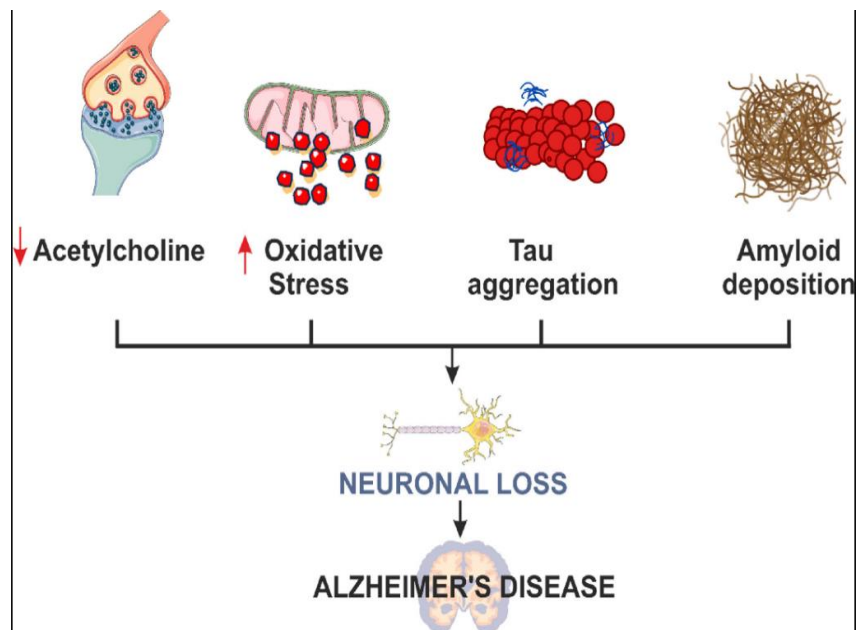 Acetylcholine
Oxidative
Stress
Tau
aggregation
Amyloid
deposition
NEURONAL LOSS
ALZHEIMER'S DISEASE